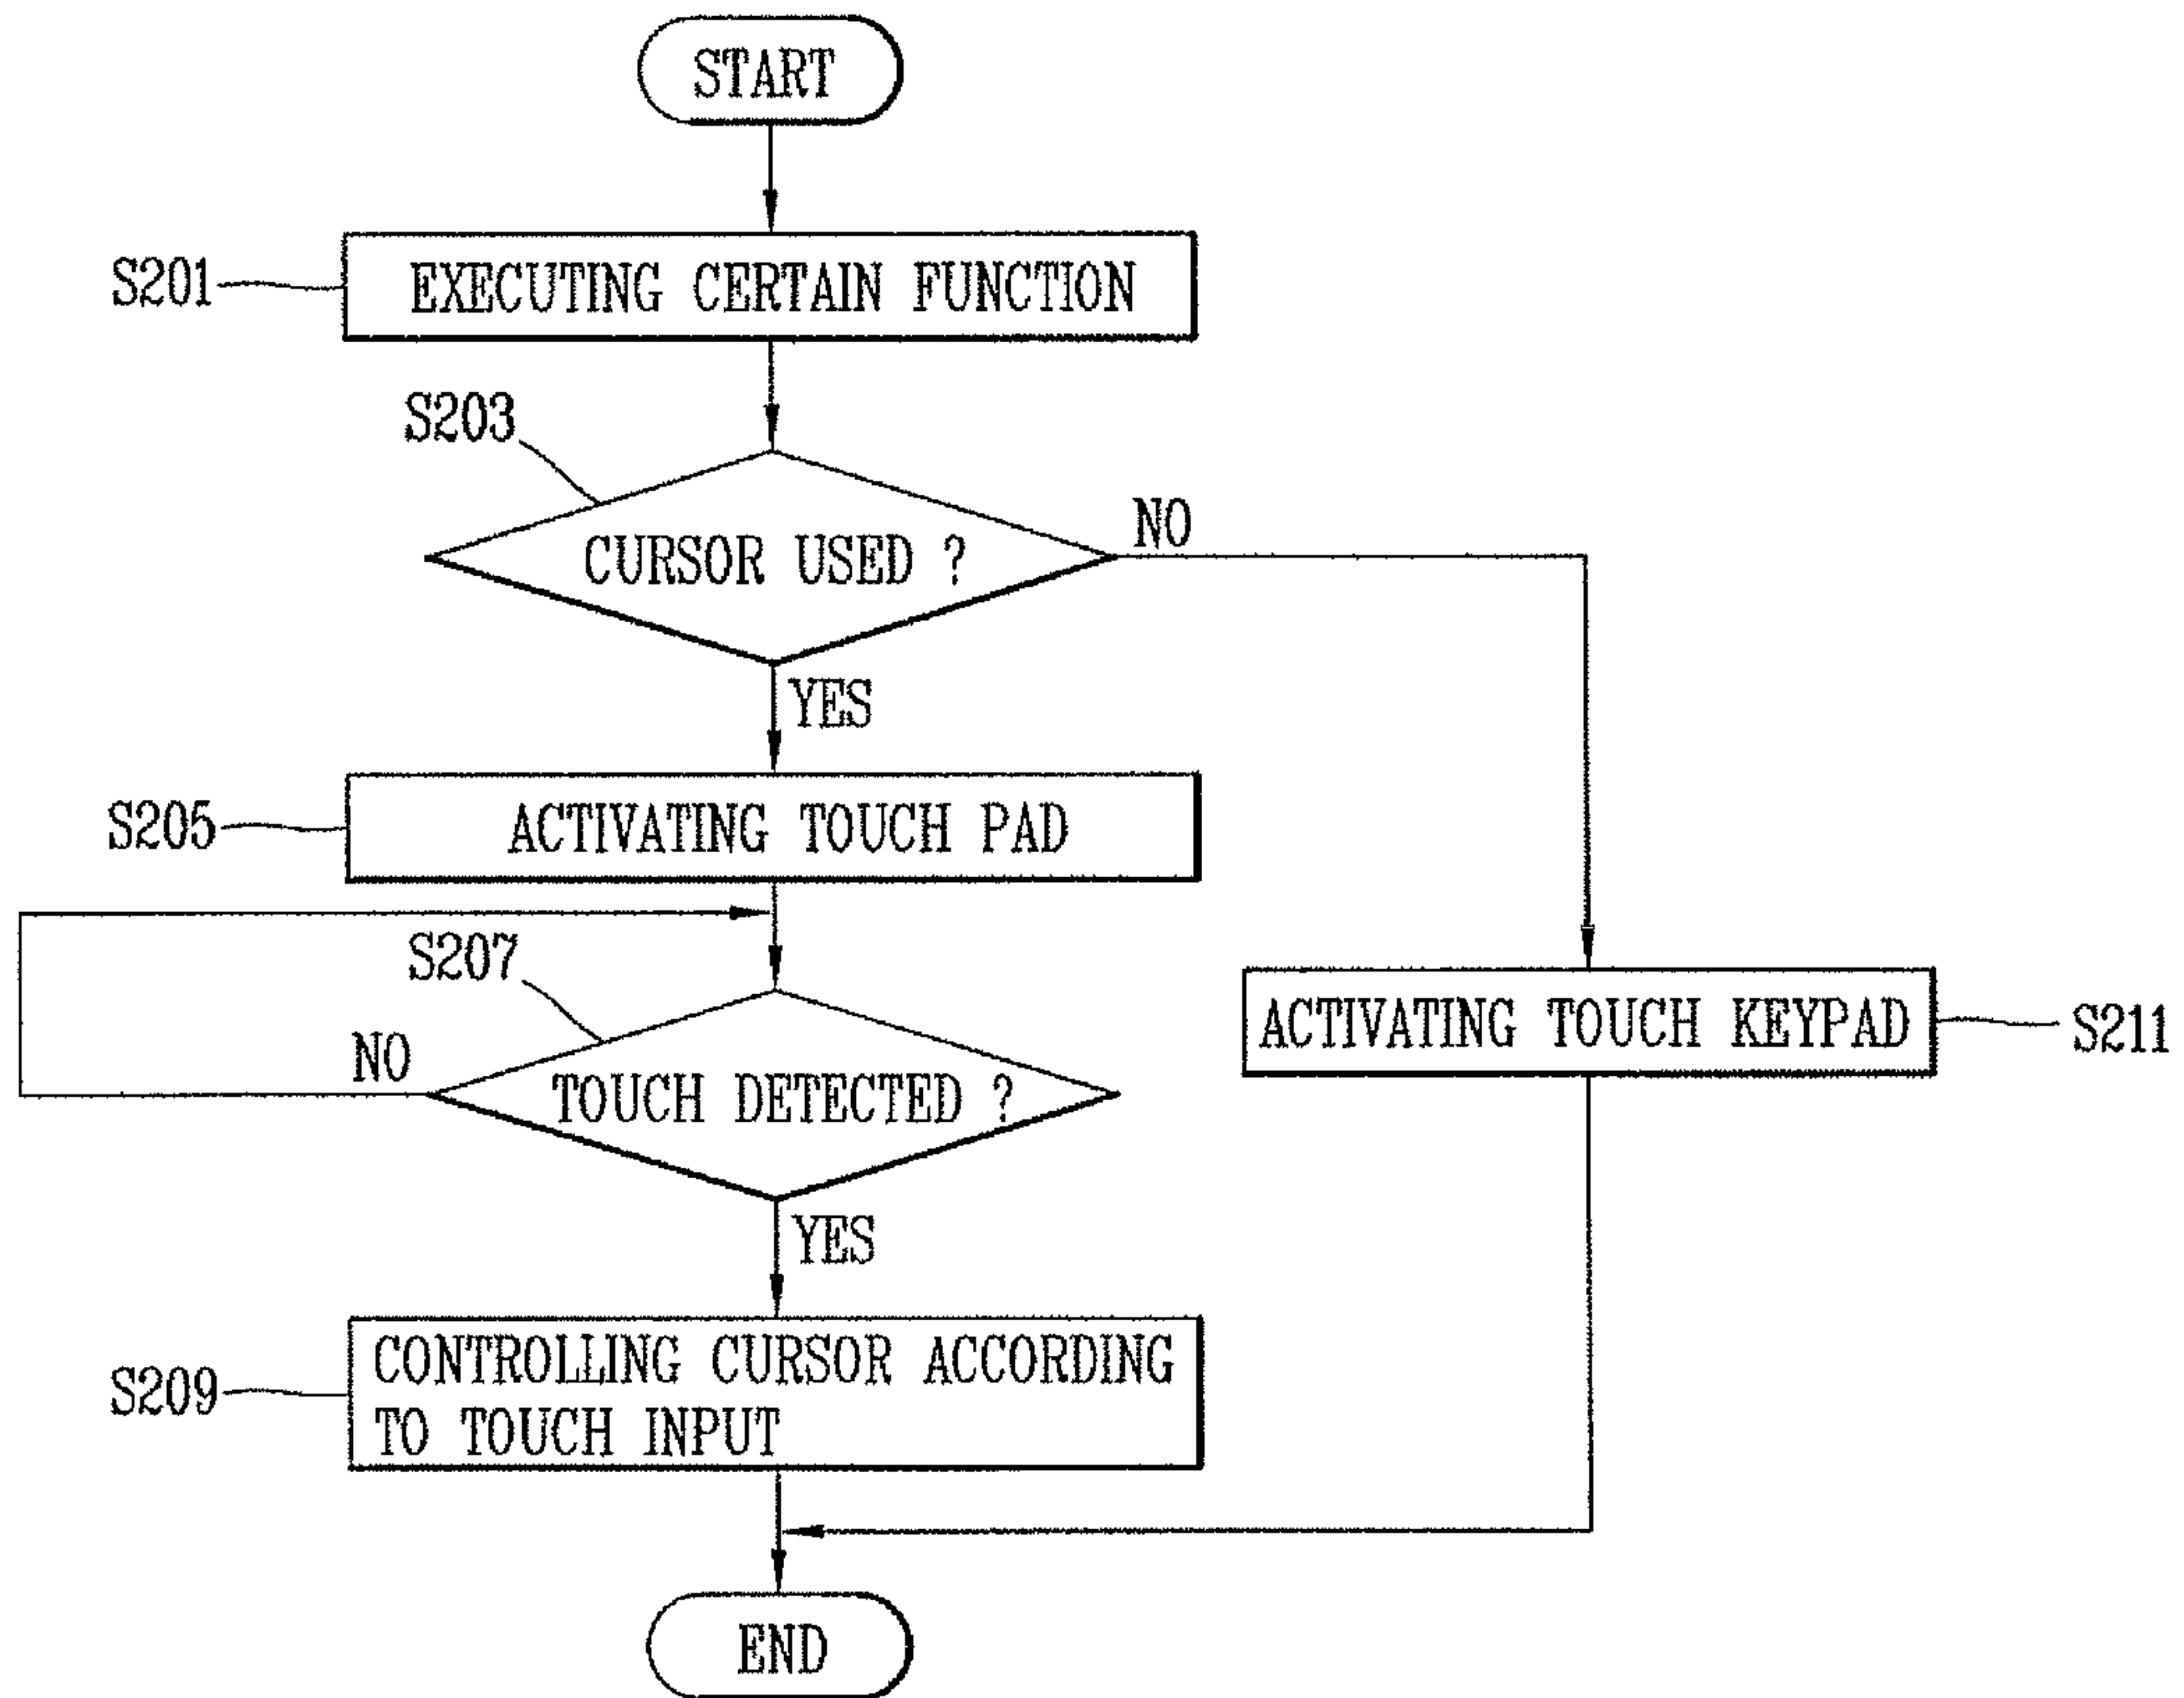 START
S201
EXECUTING CERTAIN FUNCTION
S203
CURSOR USED ?
NO
YES
S205
ACTIVATING TOUCH PAD
S207
NO
TOUCH DETECTED ?
ACTIVATING TOUCH KEYPAD
S211
YES
S209
CONTROLLING CURSOR ACCORDING
TO TOUCH INPUT
END